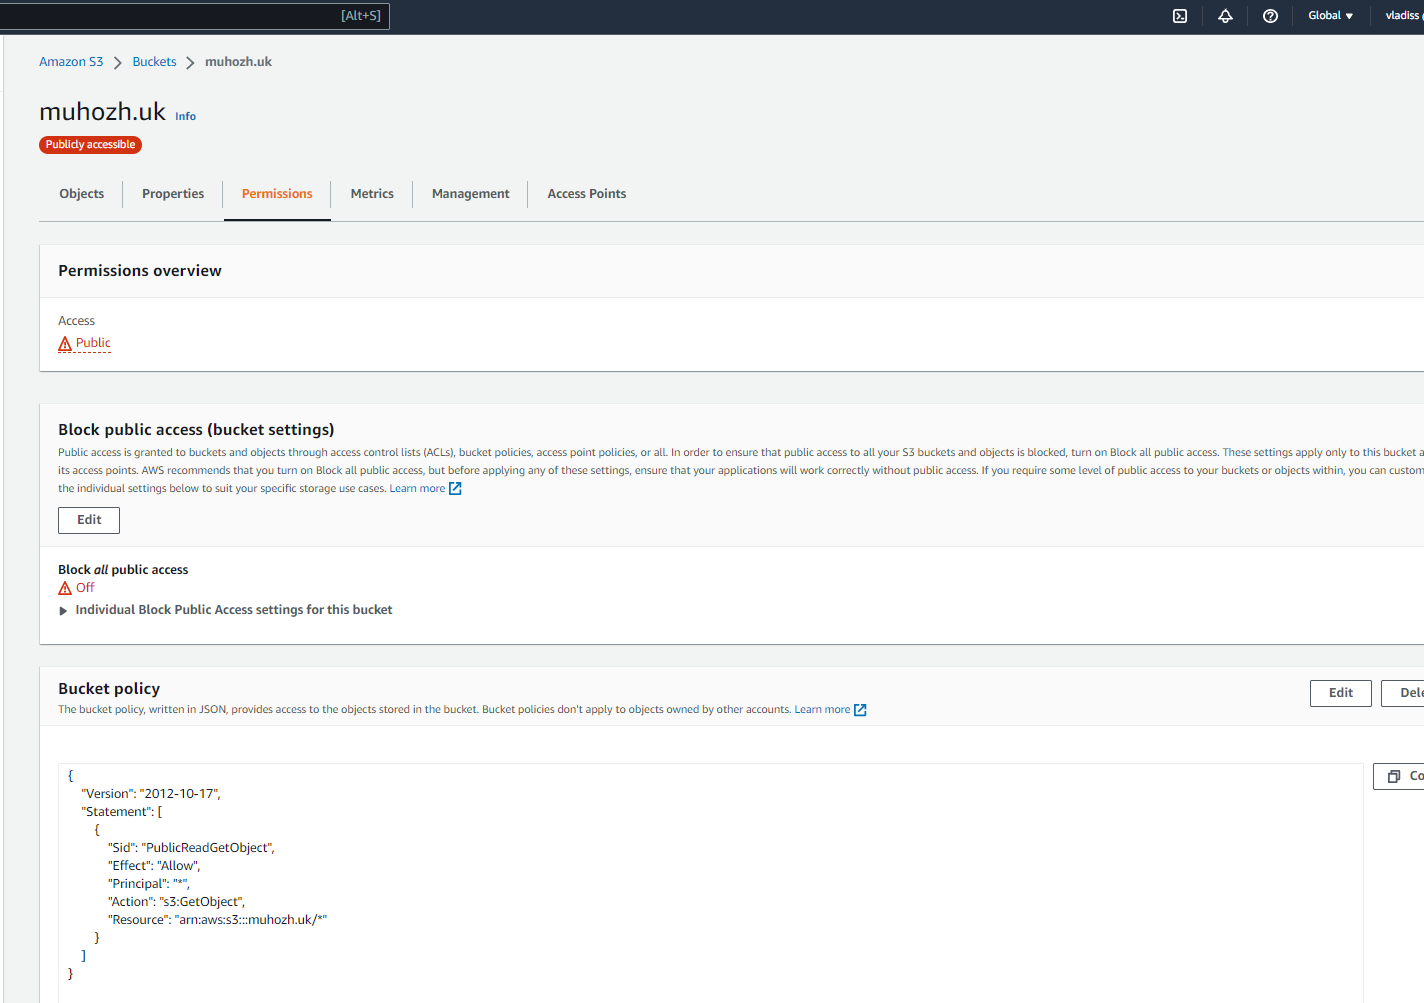 [Alt+S]
Global
vladiss
Amazon S3 > Buckets > muhozh.uk
muhozh.uk Info
Publicly accessible
Objects
Properties
Permissions
Metrics
Management
Access Points
Permissions overview
Access
Public
Block public access (bucket settings)
Public access is granted to buckets and objects through access control lists (ACLs), bucket policies, access point policies, or all. In order to ensure that public access to all your S3 buckets and objects is blocked, turn on Block all public access. These settings apply only to this bucket a
its access points. AWS recommends that you turn on Block all public access, but before applying any of these settings, ensure that your applications will work correctly without public access. If you require some level of public access to your buckets or objects within, you can custom
the individual settings below to suit your specific storage use cases. Learn more
Edit
Block all public access
Off
Individual Block Public Access settings for this bucket
Bucket policy
The bucket policy, written in JSON, provides access to the objects stored in the bucket. Bucket policies don't apply to objects owned by other accounts. Learn more
Edit
Dele
Co
{
"Version": "2012-10-17",
"Statement": [
{
"Sid": "PublicReadGetObject",
"Effect": "Allow",
"Principal": "*",
"Action": "s3:GetObject",
"Resource": "arn:aws:s3:::muhozh.uk/*"
}
]
}